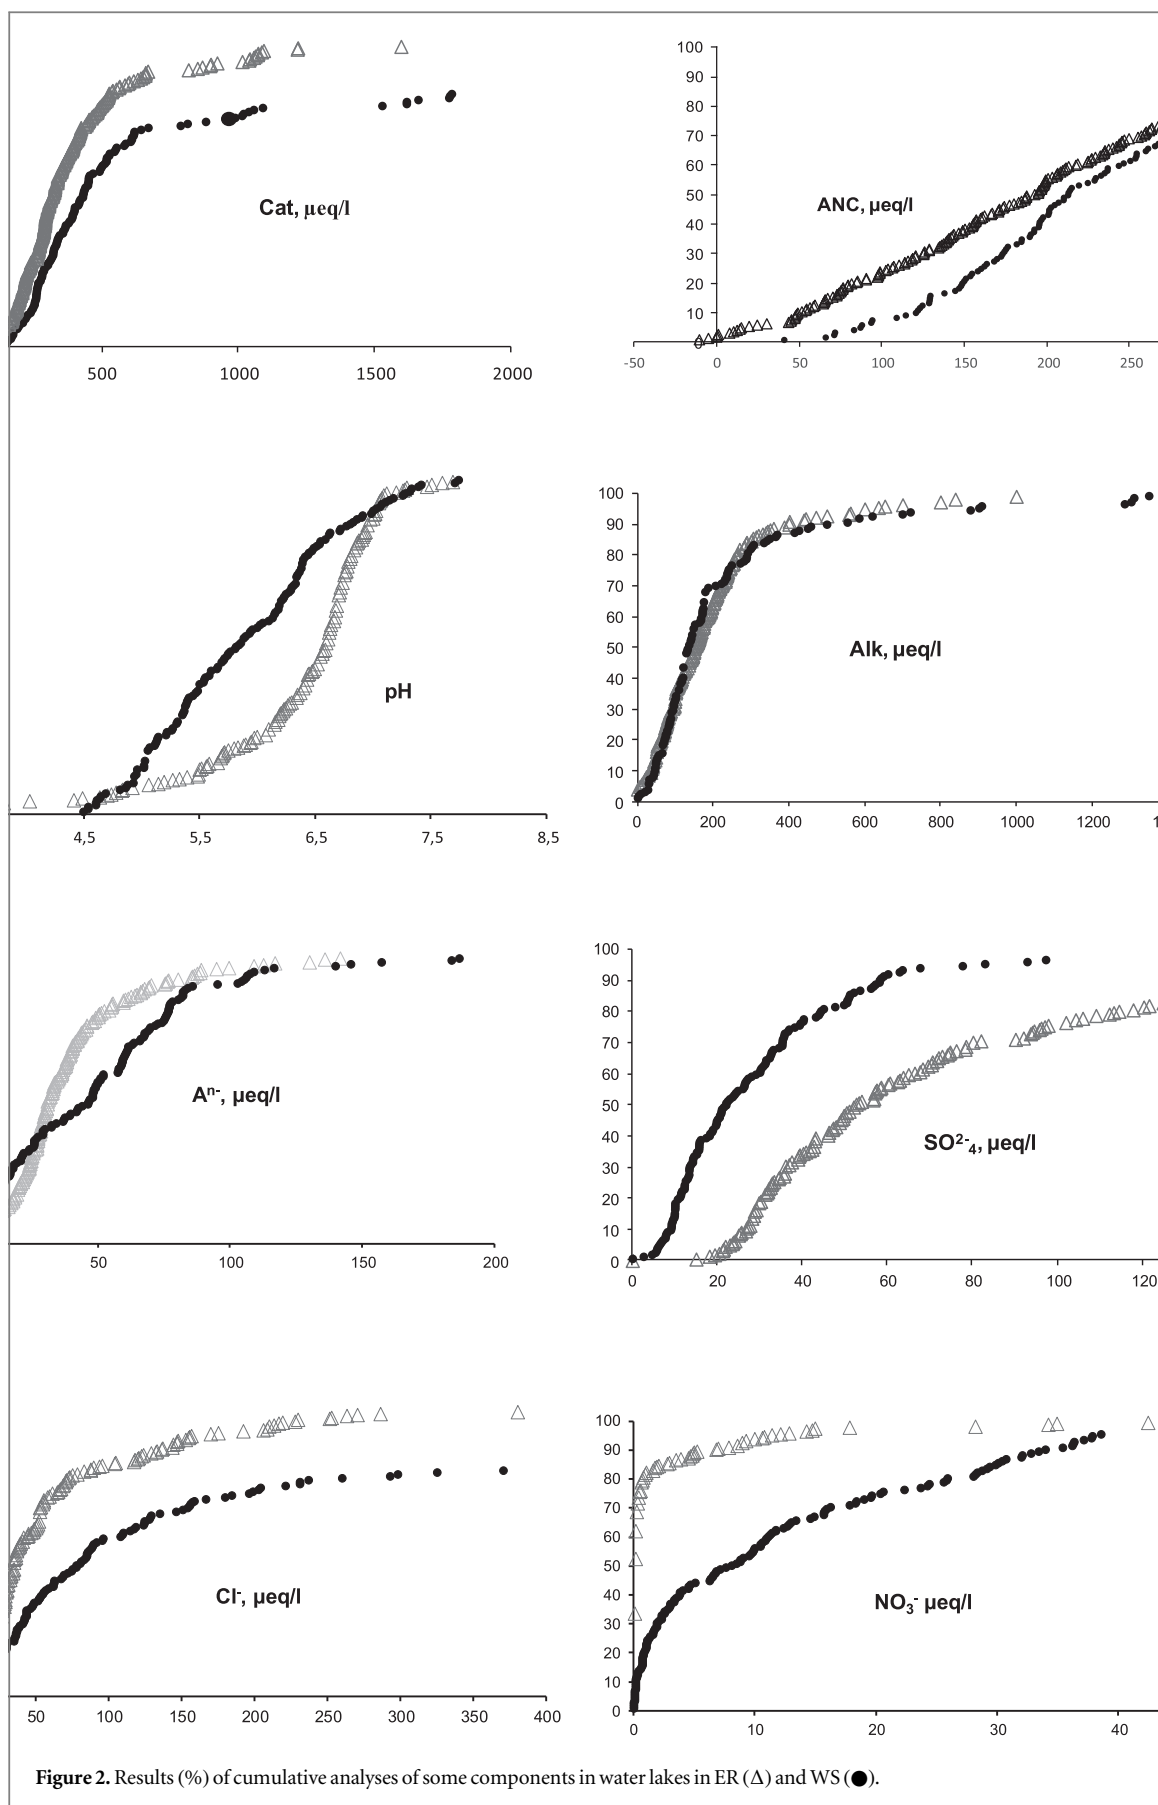 Cat, µeq/l
500 1000 1500 2000
100
90
80
70
60
50
40
30
20
10
ANC, µeq/l
-50 0 50 100 150 200 250
pH
4,5 5,5 6,5 7,5 8,5
100
90
80
70
60
50
40
30
20
10
0
Alk, µeq/l
0 200 400 600 800 1000 1200 1
Aⁿ⁻, µeq/l
50 100 150 200
100
90
80
70
60
50
40
30
20
10
0
SO²⁻₄, µeq/l
0 20 40 60 80 100 120
Cl⁻, µeq/l
50 100 150 200 250 300 350 400
100
90
80
70
60
50
40
30
20
10
0
NO₃⁻ µeq/l
0 10 20 30 40
Figure 2. Results (%) of cumulative analyses of some components in water lakes in ER (Δ) and WS (●).